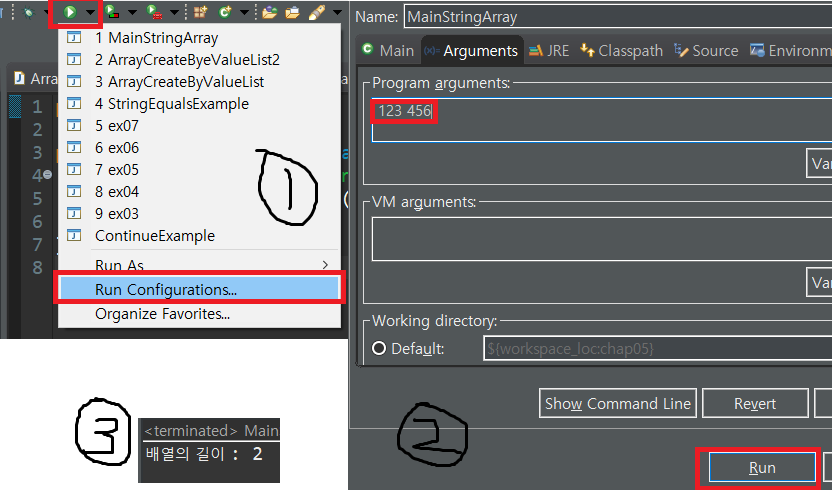 1 MainStringArray
2 ArrayCreateByeValueList2
3 ArrayCreateByValueList
4 StringEqualsExample
5 ex07
6 ex06
7 ex05
8 ex04
9 ex03
ContinueExample
Run As
Run Configurations...
Organize Favorites...
Arra
1
2
3
4
5
6
7
8
1
Name: MainStringArray
Main Arguments JRE Classpath Source Environm
Program arguments:
123 456
Var
VM arguments:
Var
Working directory:
Default: ${workspace_loc:chap05}
Show Command Line Revert
2
Run
3
<terminated> Main
배열의 길이 : 2